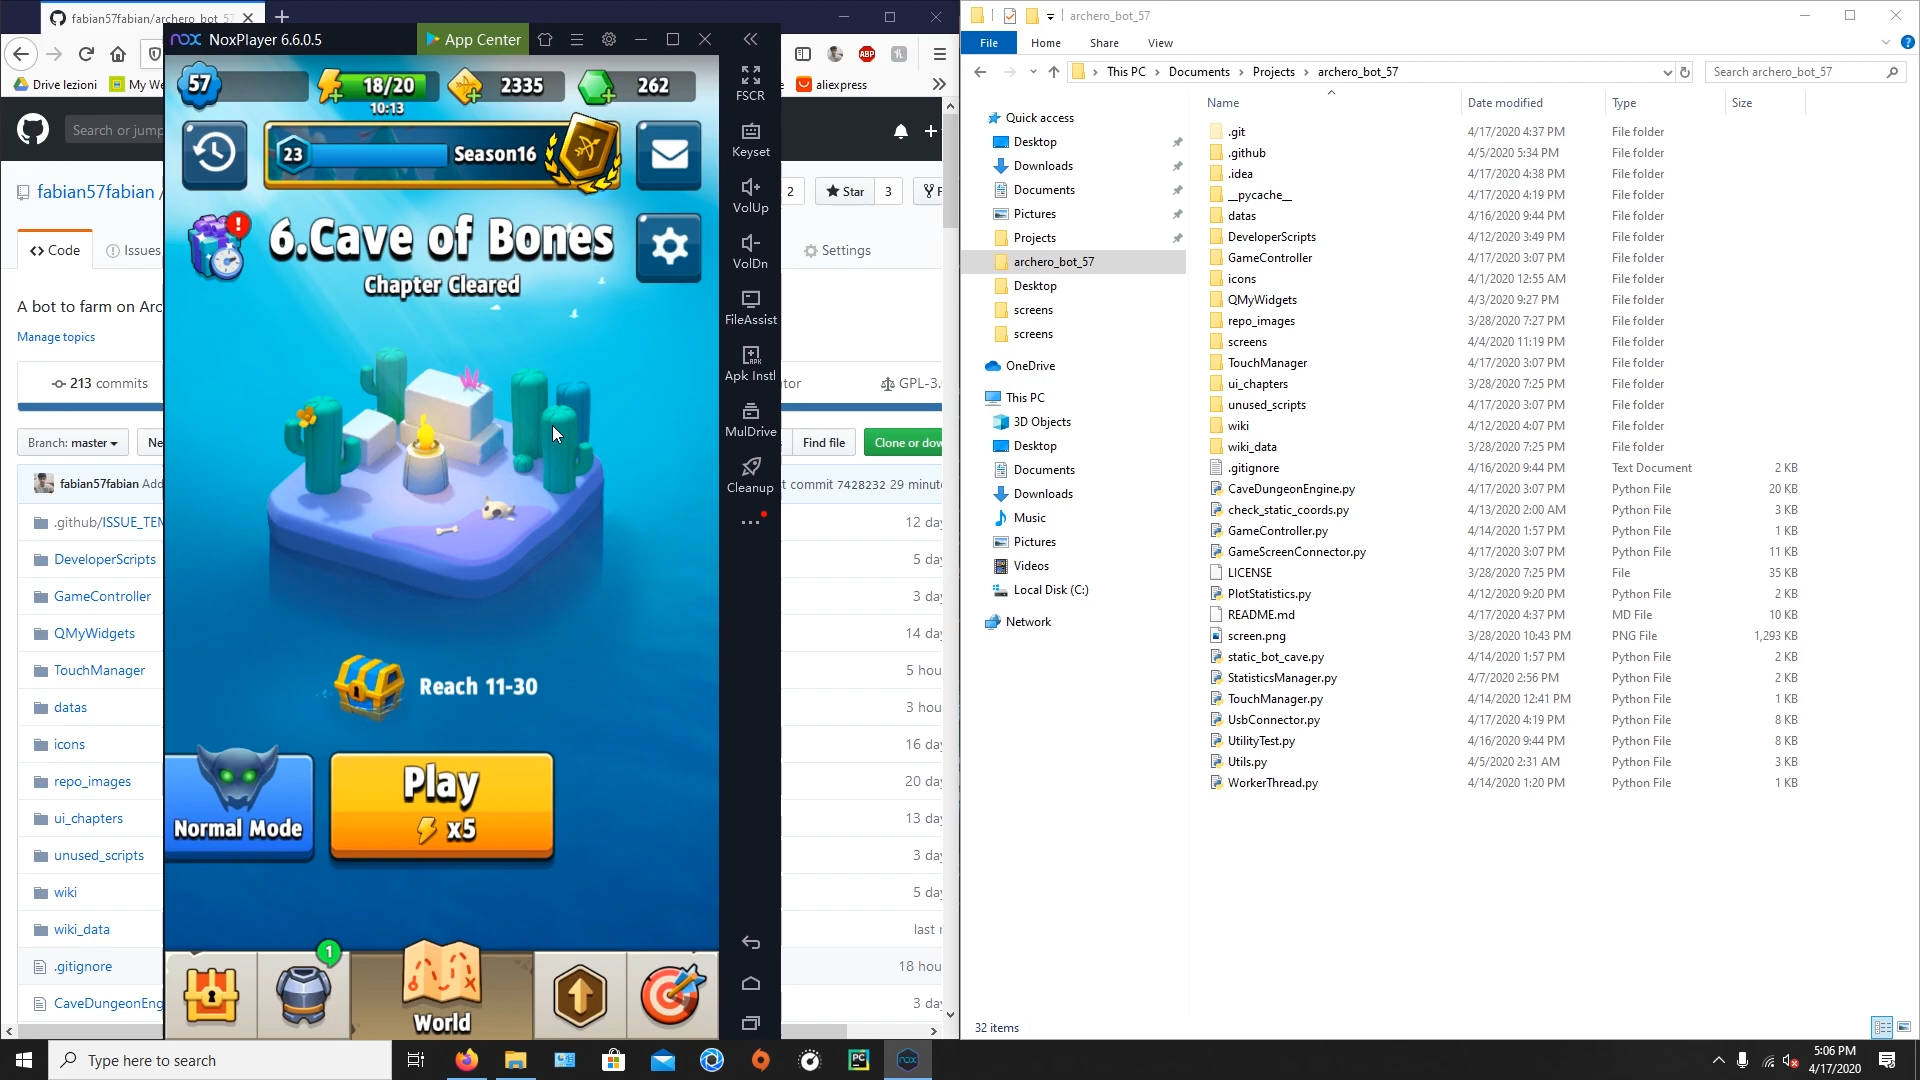 fabian57fabian/archero_bot_57
NoxPlayer 6.6.0.5
App Center
Drive lezioni
My We
aliexpress
Search or jump
fabian57fabian /
2
Star
3
F
Code
Issues
Settings
A bot to farm on Arc
Manage topics
213 commits
ator
GPL-3.
Branch: master
Ne
Find file
Clone or dow
fabian57fabian Add
t commit 7428232 29 minut
.github/ISSUE_TEM
12 day
DeveloperScripts
5 day
GameController
3 day
QMyWidgets
14 day
TouchManager
5 hou
datas
3 hou
icons
16 day
repo_images
20 day
ui_chapters
13 day
unused_scripts
3 day
wiki
5 day
wiki_data
last r
.gitignore
18 hou
CaveDungeonEng
3 day
57
18/20
10:13
2335
262
23
Season16
!
6.Cave of Bones
Chapter Cleared
Reach 11-30
Normal Mode
Play
x5
1
World
FSCR
Keyset
VolUp
VolDn
FileAssist
Apk Instl
MulDrive
Cleanup
ABP
archero_bot_57
File
Home
Share
View
This PC
Documents
Projects
archero_bot_57
Search archero_bot_57
Name
Date modified
Type
Size
Quick access
Desktop
Downloads
Documents
Pictures
Projects
archero_bot_57
Desktop
screens
screens
OneDrive
This PC
3D Objects
Desktop
Documents
Downloads
Music
Pictures
Videos
Local Disk (C:)
Network
.git 4/17/2020 4:37 PM File folder
.github 4/5/2020 5:34 PM File folder
.idea 4/17/2020 4:38 PM File folder
__pycache__ 4/17/2020 4:19 PM File folder
datas 4/16/2020 9:44 PM File folder
DeveloperScripts 4/12/2020 3:49 PM File folder
GameController 4/17/2020 3:07 PM File folder
icons 4/1/2020 12:55 AM File folder
QMyWidgets 4/3/2020 9:27 PM File folder
repo_images 3/28/2020 7:27 PM File folder
screens 4/4/2020 11:19 PM File folder
TouchManager 4/17/2020 3:07 PM File folder
ui_chapters 3/28/2020 7:25 PM File folder
unused_scripts 4/17/2020 3:07 PM File folder
wiki 4/12/2020 4:07 PM File folder
wiki_data 3/28/2020 7:25 PM File folder
.gitignore 4/16/2020 9:44 PM Text Document 2 KB
CaveDungeonEngine.py 4/17/2020 3:07 PM Python File 20 KB
check_static_coords.py 4/13/2020 2:00 AM Python File 3 KB
GameController.py 4/14/2020 1:57 PM Python File 1 KB
GameScreenConnector.py 4/17/2020 3:07 PM Python File 11 KB
LICENSE 3/28/2020 7:25 PM File 35 KB
PlotStatistics.py 4/12/2020 9:20 PM Python File 2 KB
README.md 4/17/2020 4:37 PM MD File 10 KB
screen.png 3/28/2020 10:43 PM PNG File 1,293 KB
static_bot_cave.py 4/14/2020 1:57 PM Python File 2 KB
StatisticsManager.py 4/7/2020 2:56 PM Python File 2 KB
TouchManager.py 4/14/2020 12:41 PM Python File 1 KB
UsbConnector.py 4/17/2020 4:19 PM Python File 8 KB
UtilityTest.py 4/16/2020 9:44 PM Python File 8 KB
Utils.py 4/5/2020 2:31 AM Python File 3 KB
WorkerThread.py 4/14/2020 1:20 PM Python File 1 KB
32 items
Type here to search
5:06 PM
4/17/2020